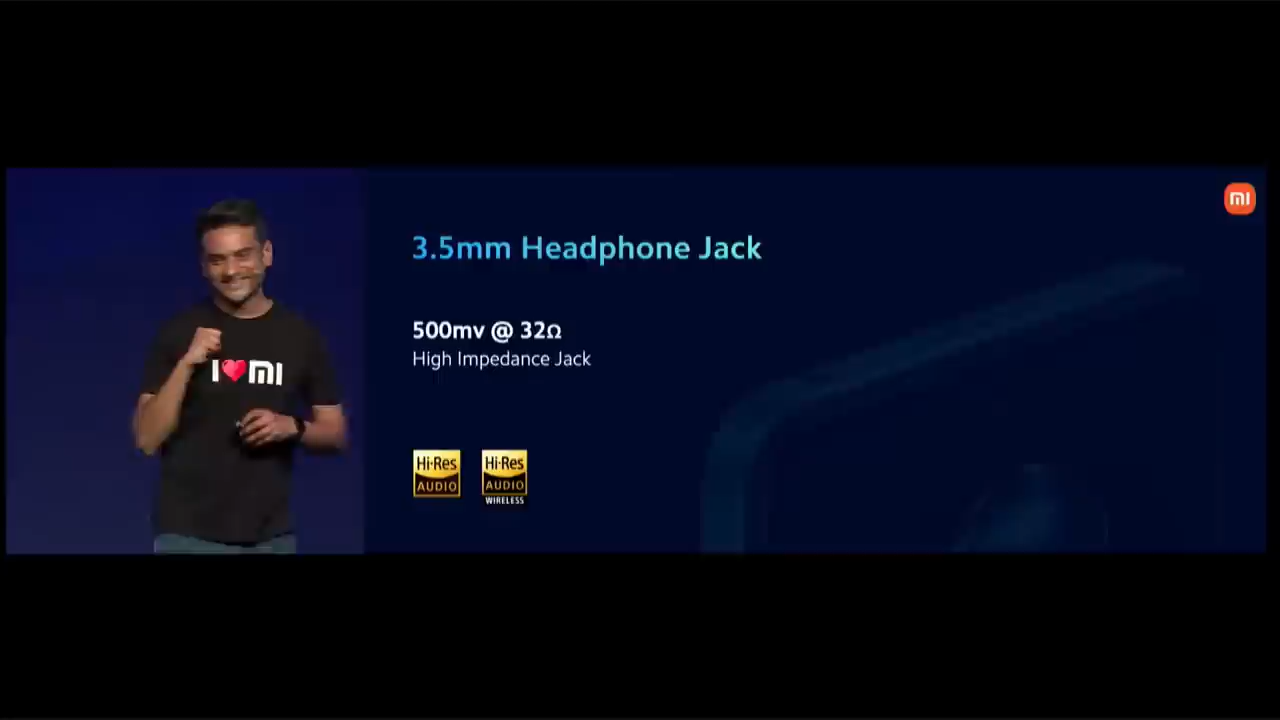 mi
3.5mm Headphone Jack
500mv @ 32Ω
High Impedance Jack
I ❤ mi
Hi-Res
AUDIO
Hi-Res
AUDIO
WIRELESS